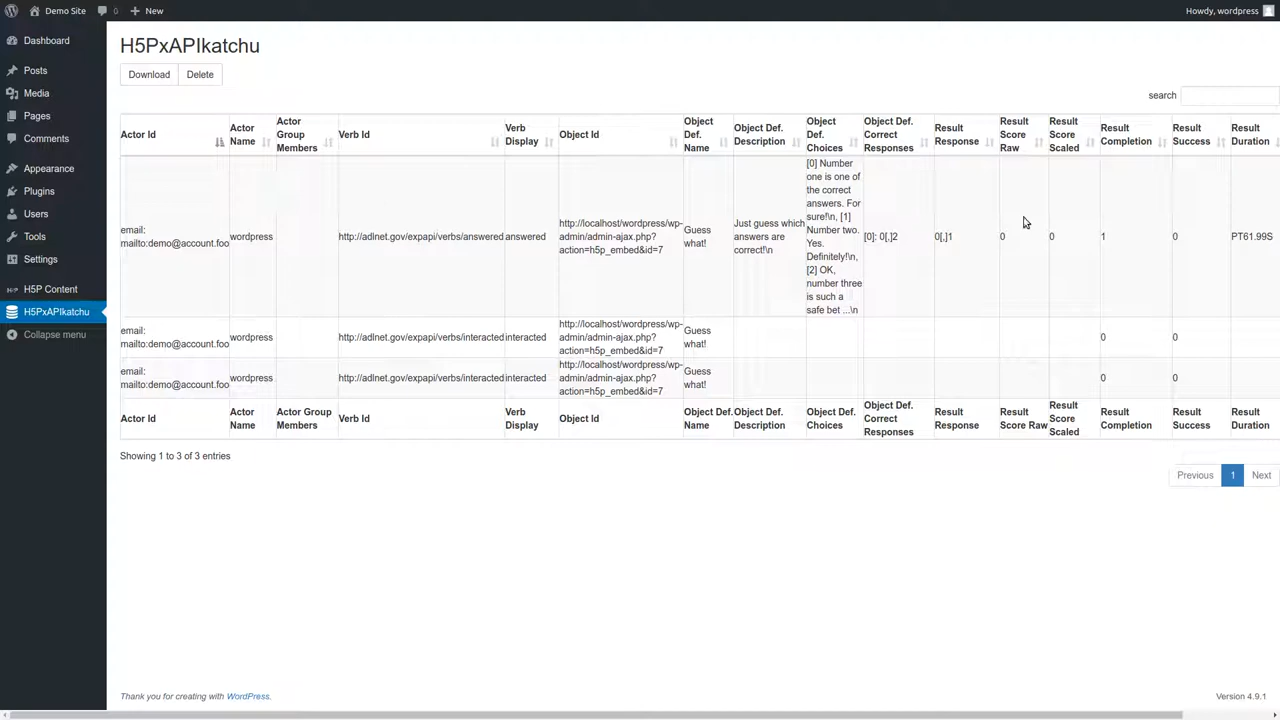 Demo Site 0 New Howdy, wordpress
Dashboard
Posts
Media
Pages
Comments
Appearance
Plugins
Users
Tools
Settings
H5P H5P Content
H5PxAPIkatchu
Collapse menu
H5PxAPIkatchu
Download Delete
search
Actor Id
Actor
Name
Actor
Group
Members
Verb Id
Verb
Display
Object Id
Object
Def.
Name
Object Def.
Description
Object
Def.
Choices
Object Def.
Correct
Responses
Result
Response
Result
Score
Raw
Result
Score
Scaled
Result
Completion
Result
Success
Result
Duration
email:
mailto:demo@account.foo
wordpress
http://adlnet.gov/expapi/verbs/answered
answered
http://localhost/wordpress/wp-
admin/admin-ajax.php?
action=h5p_embed&id=7
Guess
what!
Just guess which
answers are
correct!\n
[0] Number
one is one of
the correct
answers. For
sure!\n, [1]
Number two.
Yes.
Definitely!\n,
[2] OK,
number three
is such a
safe bet ...\n
[0]: 0[,]2
0[,]1
0
0
1
0
PT61.99S
email:
mailto:demo@account.foo
wordpress
http://adlnet.gov/expapi/verbs/interacted
interacted
http://localhost/wordpress/wp-
admin/admin-ajax.php?
action=h5p_embed&id=7
Guess
what!
0
0
email:
mailto:demo@account.foo
wordpress
http://adlnet.gov/expapi/verbs/interacted
interacted
http://localhost/wordpress/wp-
admin/admin-ajax.php?
action=h5p_embed&id=7
Guess
what!
0
0
Actor Id
Actor
Name
Actor Group
Members
Verb Id
Verb
Display
Object Id
Object Def.
Name
Object Def.
Description
Object Def.
Choices
Object Def.
Correct
Responses
Result
Response
Result
Score Raw
Result
Score
Scaled
Result
Completion
Result
Success
Result
Duration
Showing 1 to 3 of 3 entries
Previous 1 Next
Thank you for creating with WordPress.
Version 4.9.1